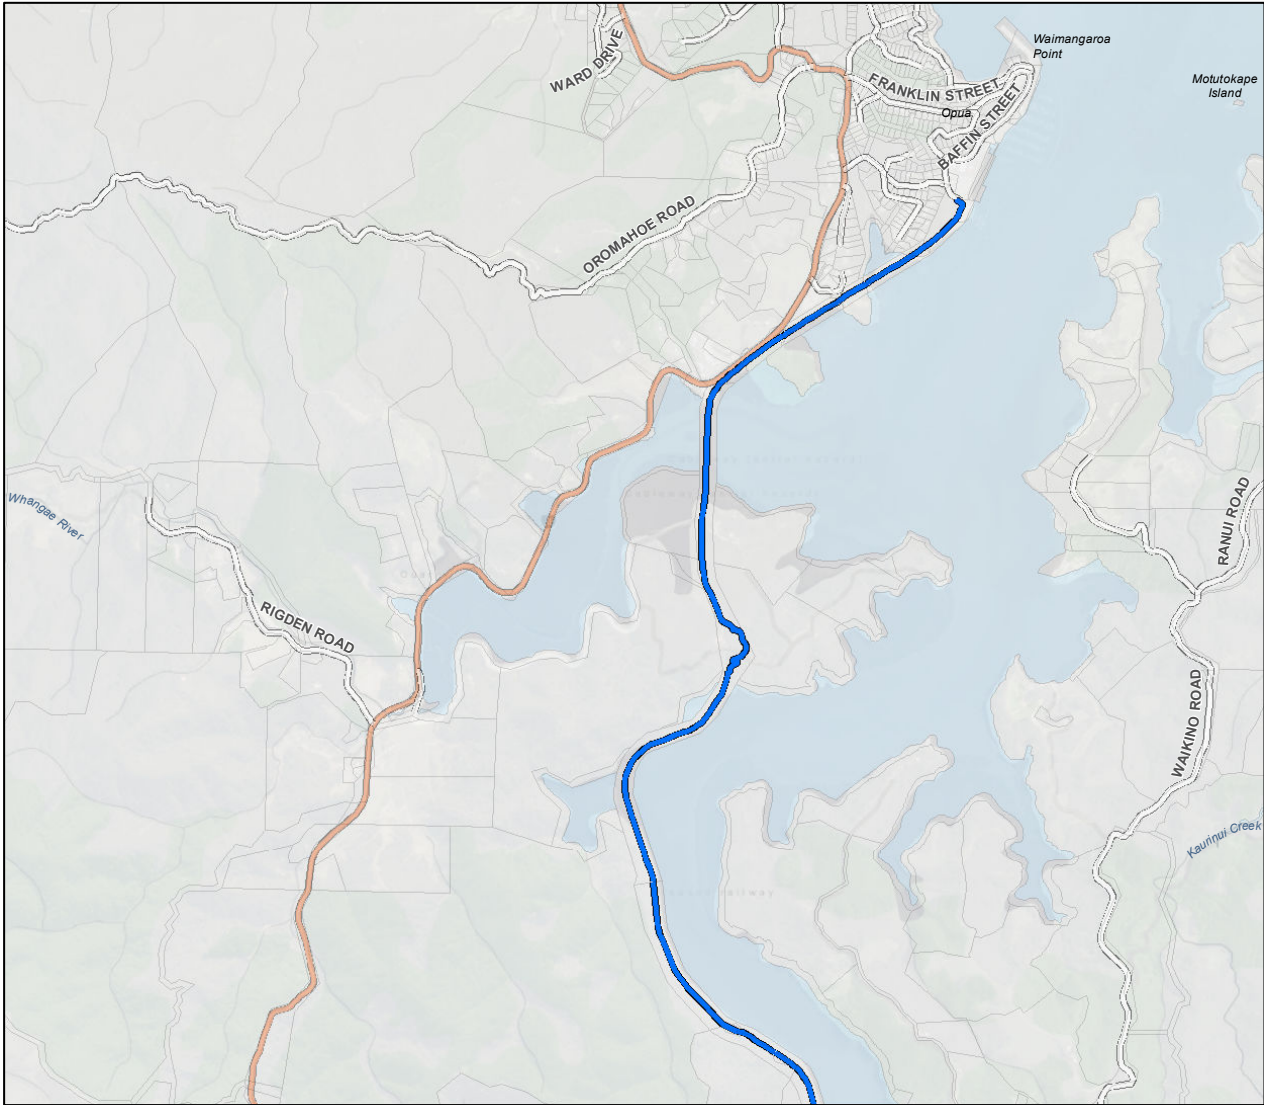 Waimangaroa
Point
WARD DRIVE
FRANKLIN STREET
Motutokape
Island
Opua
BAFFIN STREET
OROMAHOE ROAD
Whangae River
RANUI ROAD
RIGDEN ROAD
WAIKINO ROAD
Kaurinui Creek